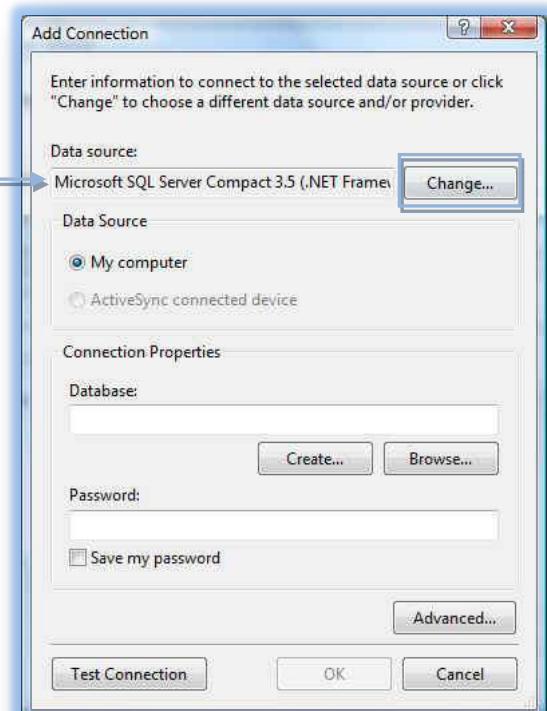 Add Connection
Enter information to connect to the selected data source or click
"Change" to choose a different data source and/or provider.
Data source:
Microsoft SQL Server Compact 3.5 (.NET Framew
Change...
Data Source
My computer
ActiveSync connected device
Connection Properties
Database:
Create...
Browse...
Password:
Save my password
Advanced...
Test Connection
OK
Cancel